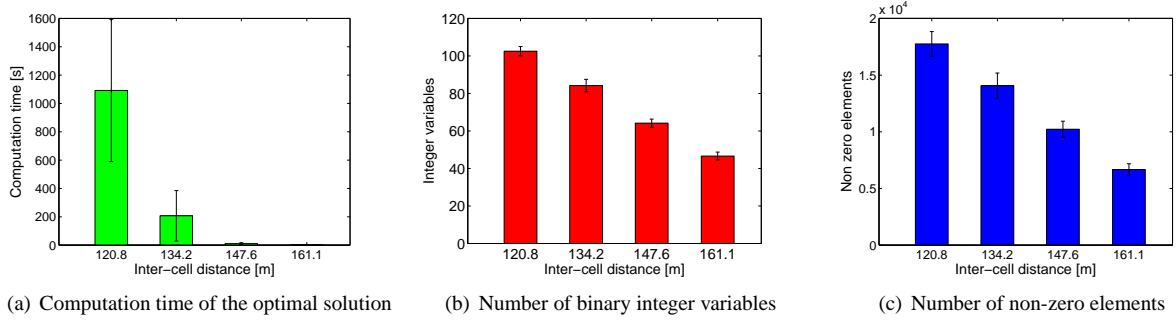 1600
1400
1200
1000
800
600
400
200
0
Computation time [s]
120.8 134.2 147.6 161.1
Inter−cell distance [m]
(a) Computation time of the optimal solution
120
100
80
60
40
20
0
Integer variables
120.8 134.2 147.6 161.1
Inter−cell distance [m]
(b) Number of binary integer variables
x 10^4
2
1.5
1
0.5
0
Non zero elements
120.8 134.2 147.6 161.1
Inter−cell distance [m]
(c) Number of non-zero elements